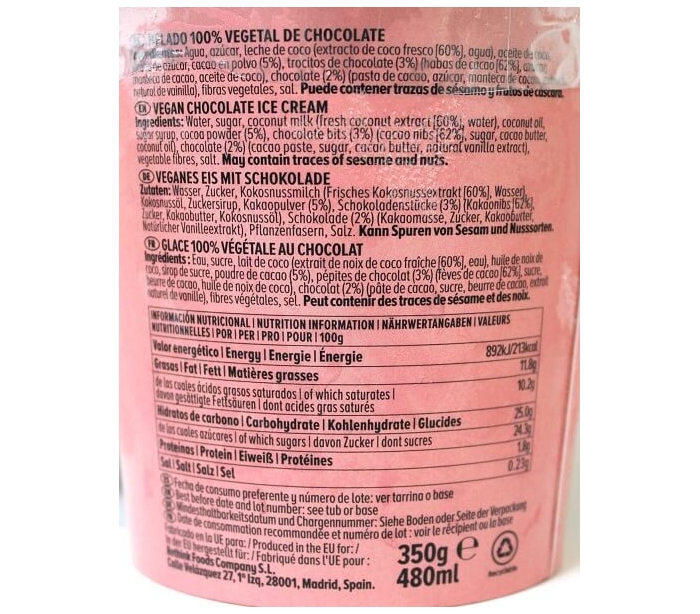 HELADO 100% VEGETAL DE CHOCOLATE
Agua, azúcar, leche de coco (extracto de coco fresco [60%], agua), aceite de coco,
azúcar, cacao en polvo (5%), trocitos de chocolate (3%) (habas de cacao [62%], azúcar,
manteca de cacao, aceite de coco), chocolate (2%) (pasta de cacao, azúcar, manteca de cacao,
natural de vainilla), fibras vegetales, sal. Puede contener trazas de sésamo y frutos de cáscara.
EN VEGAN CHOCOLATE ICE CREAM
Ingredients: Water, sugar, coconut milk (fresh coconut extract [60%], water), coconut oil,
sugar syrup, cocoa powder (5%), chocolate bits (3%) (cacao nibs [62%], sugar, cacao butter,
coconut oil), chocolate (2%) (cacao paste, sugar, cacao butter, natural vanilla extract),
vegetable fibres, salt. May contain traces of sesame and nuts.
DE VEGANES EIS MIT SCHOKOLADE
Zutaten: Wasser, Zucker, Kokosnussmilch (Frisches Kokosnussextrakt [60%], Wasser),
Kokosnussöl, Zuckersirup, Kakaopulver (5%), Schokoladenstücke (3%) (Kakaonibs [62%],
Zucker, Kakaobutter, Kokosnussöl), Schokolade (2%) (Kakaomasse, Zucker, Kakaobutter,
Natürlicher Vanilleextrakt), Pflanzenfasern, Salz. Kann Spuren von Sesam und Nusssorten.
FR GLACE 100% VÉGÉTALE AU CHOCOLAT
Ingrédients: Eau, sucre, lait de coco (extrait de noix de coco fraîche [60%], eau), huile de noix de
coco, sirop de sucre, poudre de cacao (5%), pépites de chocolat (3%) (fèves de cacao [62%], sucre,
beurre de cacao, huile de noix de coco), chocolat (2%) (pâte de cacao, sucre, beurre de cacao, extrait
naturel de vanille), fibres végétales, sel. Peut contenir des traces de sésame et des noix.
INFORMACIÓN NUTRICIONAL | NUTRITION INFORMATION | NÄHRWERTANGABEN | VALEURS
NUTRITIONNELLES | POR | PER | PRO | POUR | 100g
Valor energético | Energy | Energie | Énergie 892kJ/213kcal
Grasas | Fat | Fett | Matières grasses 11.8g
de las cuales ácidos grasos saturados | of which saturates | 10.2g
davon gesättigte Fettsäuren | dont acides gras saturés
Hidratos de carbono | Carbohydrate | Kohlenhydrate | Glucides 25.0g
de los cuales azúcares | of which sugars | davon Zucker | dont sucres 24.3g
Proteínas | Protein | Eiweiß | Protéines 1.8g
Sal | Salt | Salz | Sel 0.23g
Fecha de consumo preferente y número de lote: ver tarrina o base
Best before date and lot number: see tub or base
Mindesthaltbarkeitsdatum und Chargennummer: Siehe Boden oder Seite der Verpackung
Date de consommation recommandée et numéro de lot : voir le récipient ou la base
Fabricado en la UE para: / Produced in the EU for: /
In der EU hergestellt für: / Fabriqué dans l'UE pour :
Foods Company S.L.
Calle Velázquez 27, 1º Izq, 28001, Madrid, Spain.
350g e
480ml
Recyclable